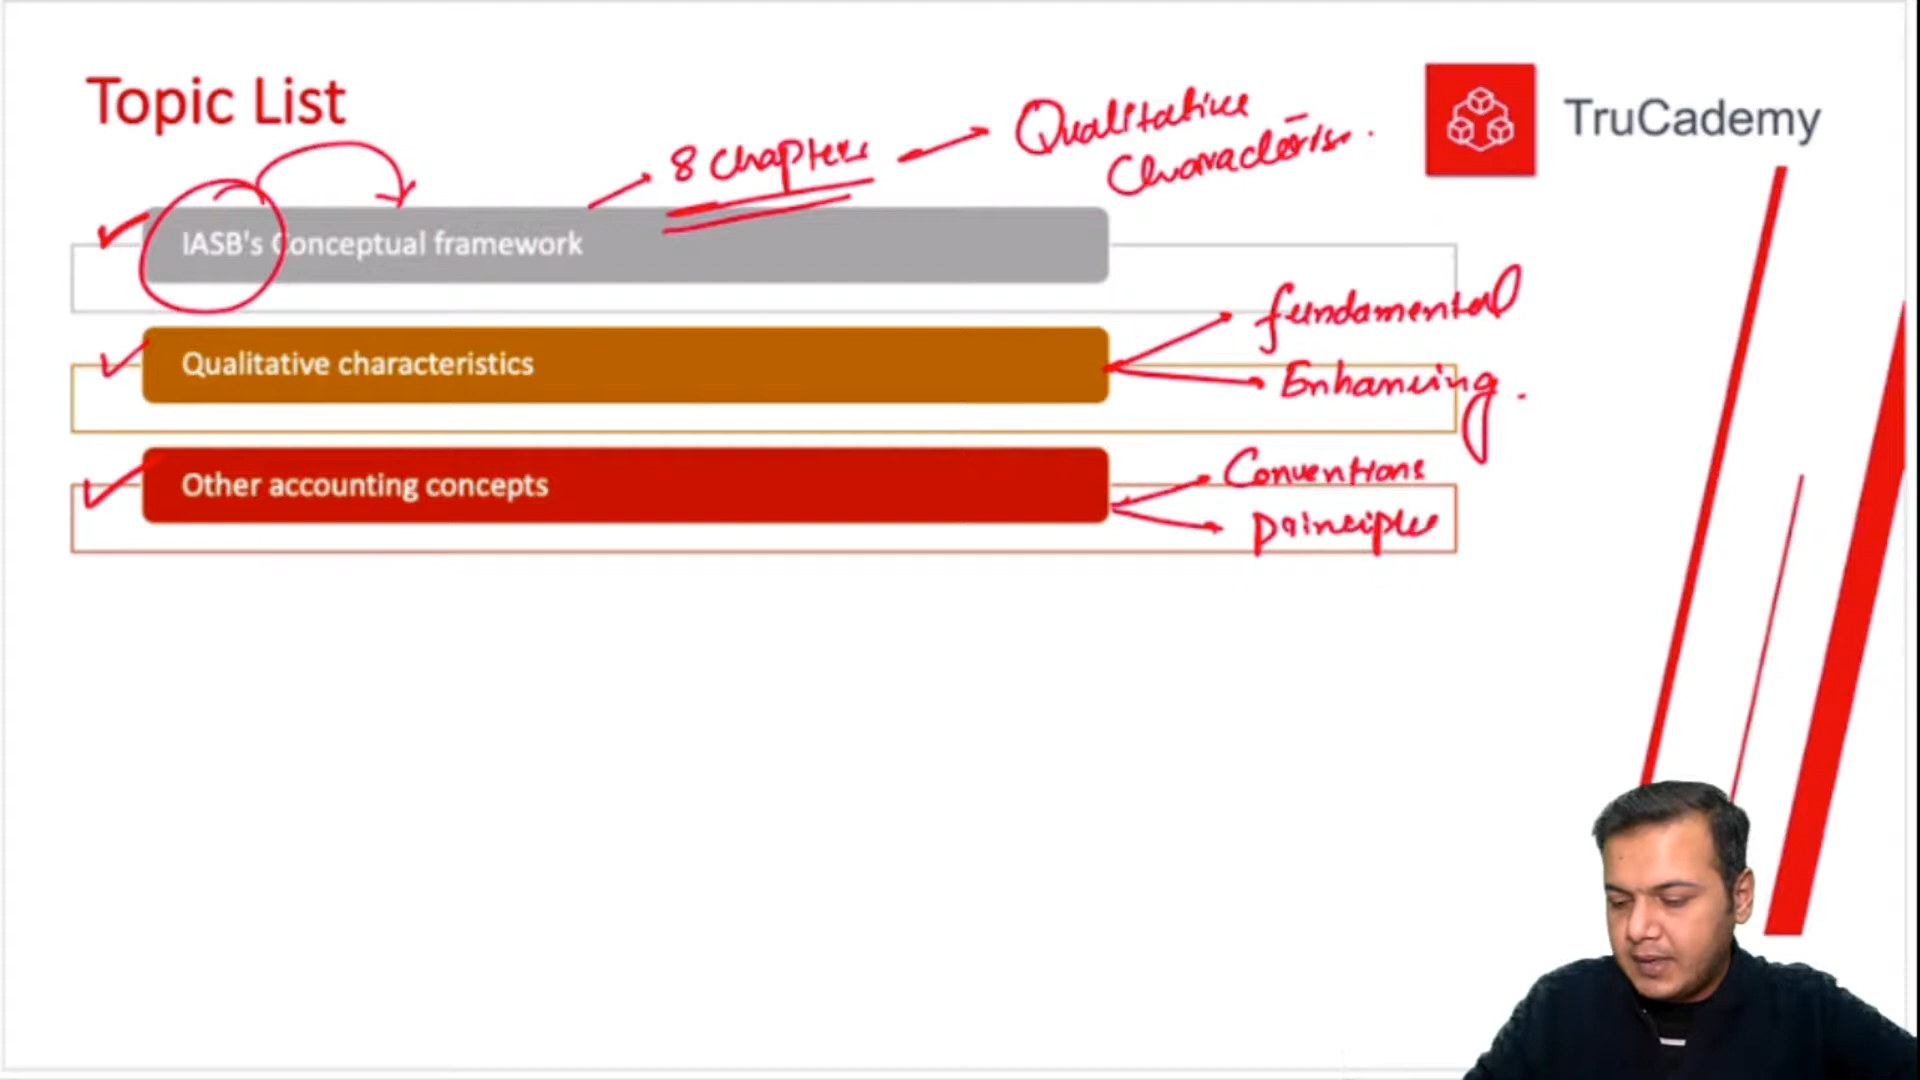 Topic List
TruCademy
8 chapters
Qualitative
Characteris
IASB's Conceptual framework
fundamental
Qualitative characteristics
Enhancing.
Other accounting concepts
Conventions
principles